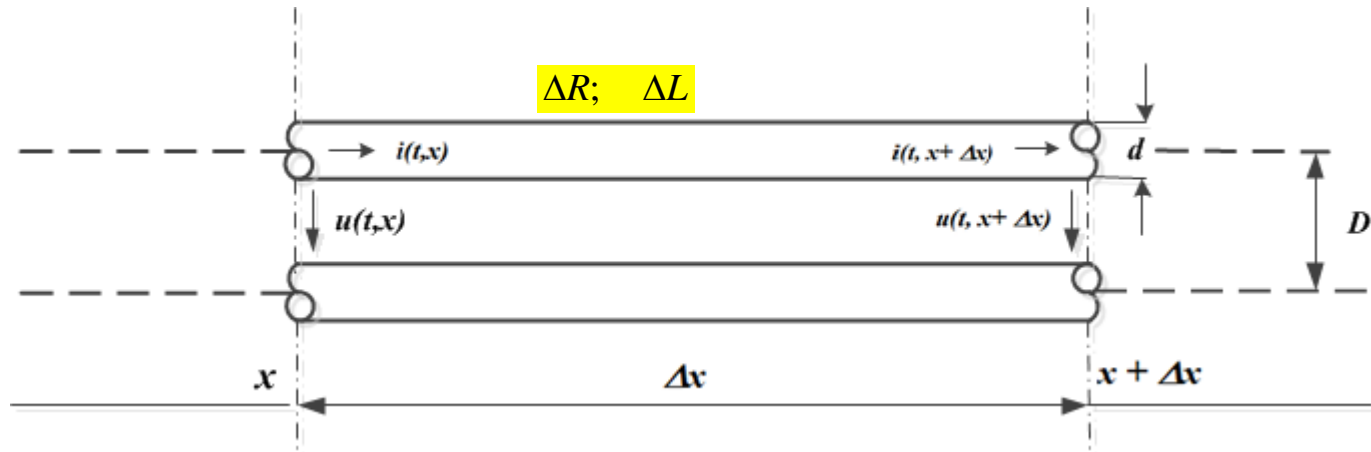 ΔR; ΔL
i(t,x)
i(t, x+ Δx)
d
u(t,x)
u(t, x+ Δx)
D
x
Δx
x + Δx